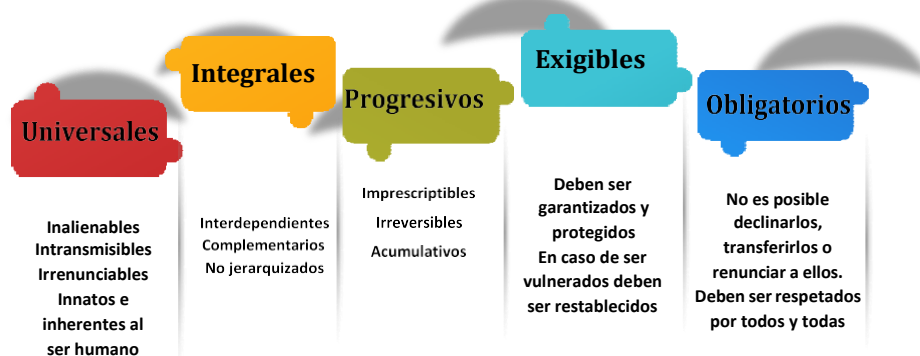 Universales
Inalienables
Intransmisibles
Irrenunciables
Innatos e
inherentes al
ser humano
Integrales
Interdependientes
Complementarios
No jerarquizados
Progresivos
Imprescriptibles
Irreversibles
Acumulativos
Exigibles
Deben ser
garantizados y
protegidos
En caso de ser
vulnerados deben
ser restablecidos
Obligatorios
No es posible
declinarlos,
transferirlos o
renunciar a ellos.
Deben ser respetados
por todos y todas